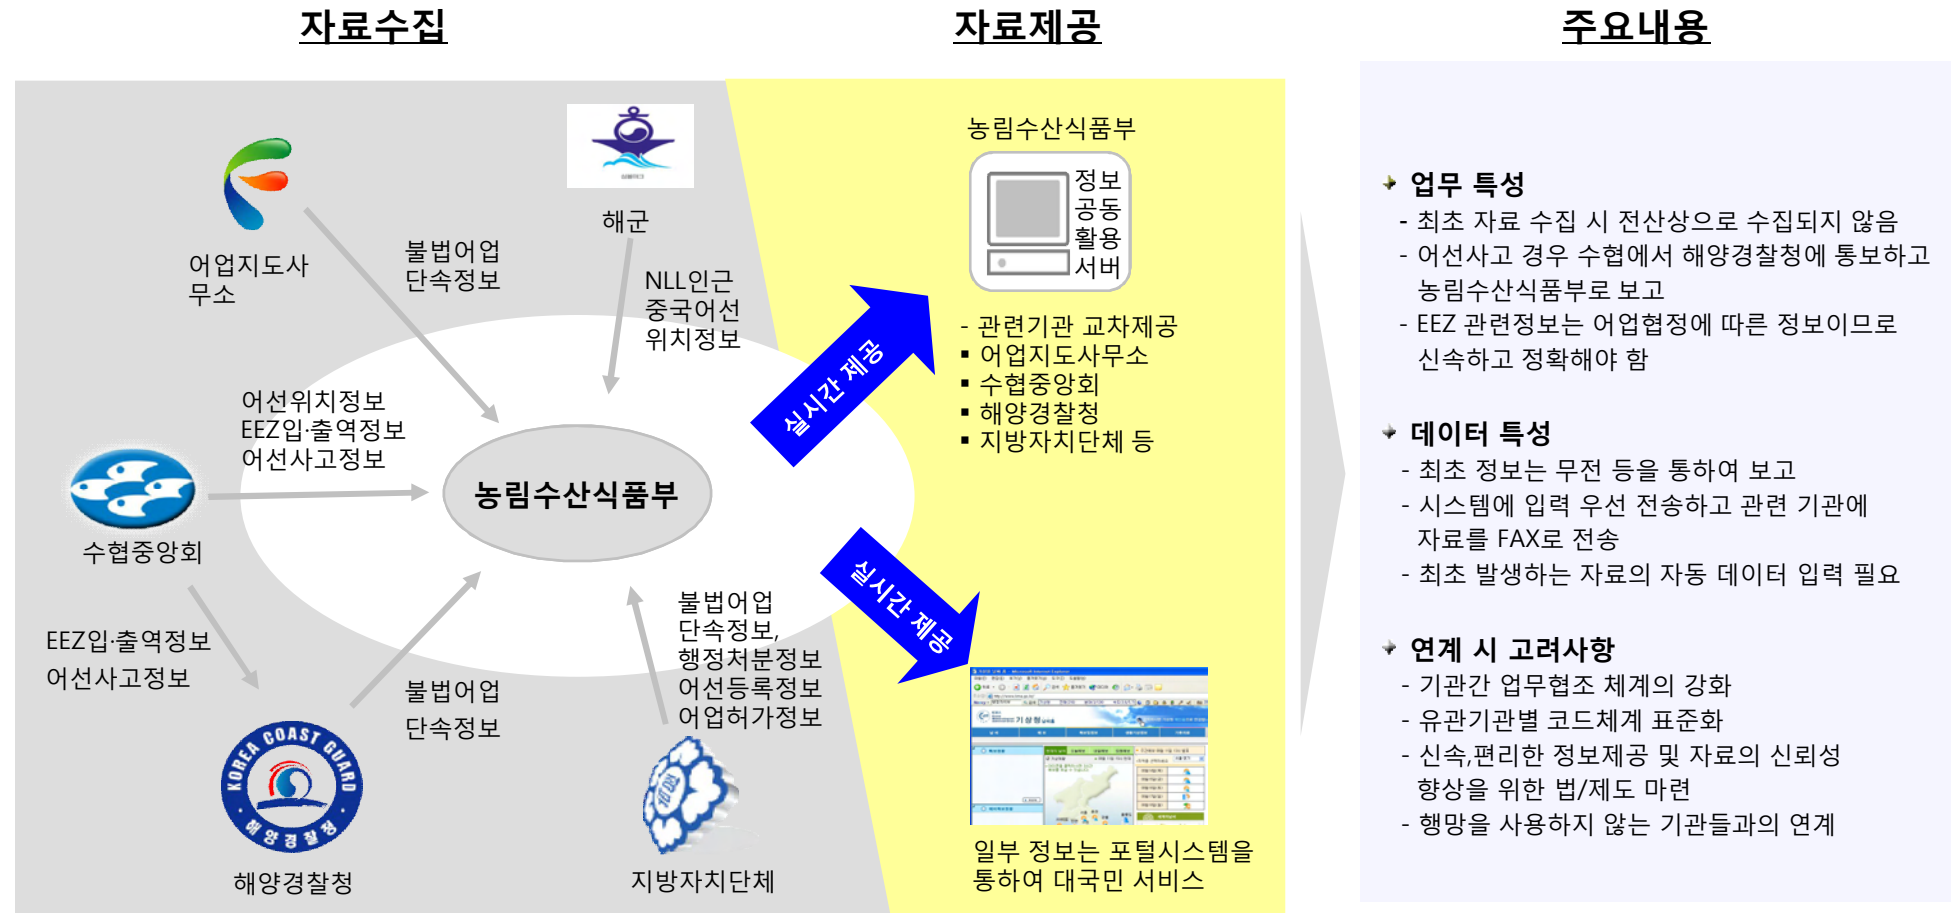 자료수집
자료제공
주요내용
어업지도사
무소
불법어업
단속정보
해군
NLL인근
중국어선
위치정보
어선위치정보
EEZ입·출역정보
어선사고정보
수협중앙회
농림수산식품부
EEZ입·출역정보
어선사고정보
불법어업
단속정보
KOREA COAST GUARD
해양경찰청
해양경찰청
불법어업
단속정보,
행정처분정보
어선등록정보
어업허가정보
지방자치단체
실시간 제공
실시간 제공
농림수산식품부
정보
공동
활용
서버
- 관련기관 교차제공
▪ 어업지도사무소
▪ 수협중앙회
▪ 해양경찰청
▪ 지방자치단체 등
기상청
일부 정보는 포털시스템을
통하여 대국민 서비스
업무 특성
- 최초 자료 수집 시 전산상으로 수집되지 않음
- 어선사고 경우 수협에서 해양경찰청에 통보하고
농림수산식품부로 보고
- EEZ 관련정보는 어업협정에 따른 정보이므로
신속하고 정확해야 함
데이터 특성
- 최초 정보는 무전 등을 통하여 보고
- 시스템에 입력 우선 전송하고 관련 기관에
자료를 FAX로 전송
- 최초 발생하는 자료의 자동 데이터 입력 필요
연계 시 고려사항
- 기관간 업무협조 체계의 강화
- 유관기관별 코드체계 표준화
- 신속,편리한 정보제공 및 자료의 신뢰성
향상을 위한 법/제도 마련
- 행망을 사용하지 않는 기관들과의 연계